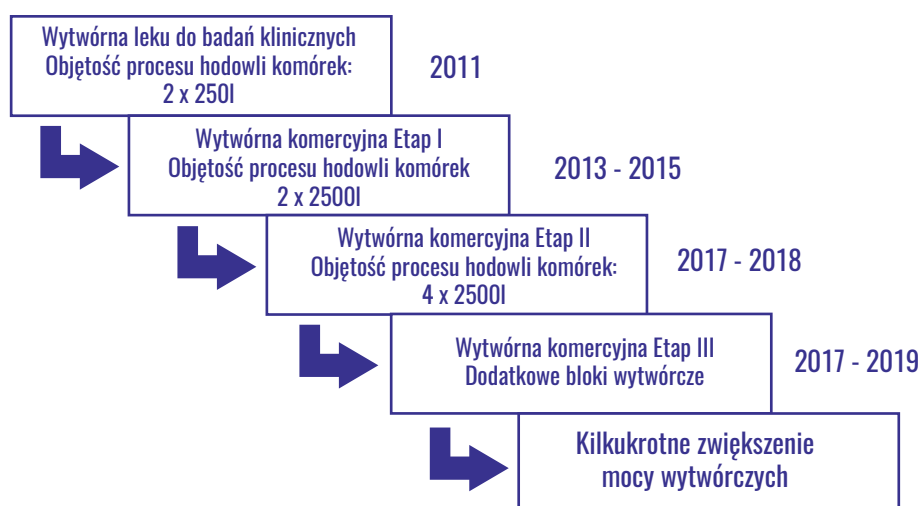 Wytwórna leku do badań klinicznych
Objętość procesu hodowli komórek:
2 x 250l
2011
Wytwórna komercyjna Etap I
Objętość procesu hodowli komórek
2 x 2500l
2013 - 2015
Wytwórna komercyjna Etap II
Objętość procesu hodowli komórek:
4 x 2500l
2017 - 2018
Wytwórna komercyjna Etap III
Dodatkowe bloki wytwórcze
2017 - 2019
Kilkukrotne zwiększenie
mocy wytwórczych